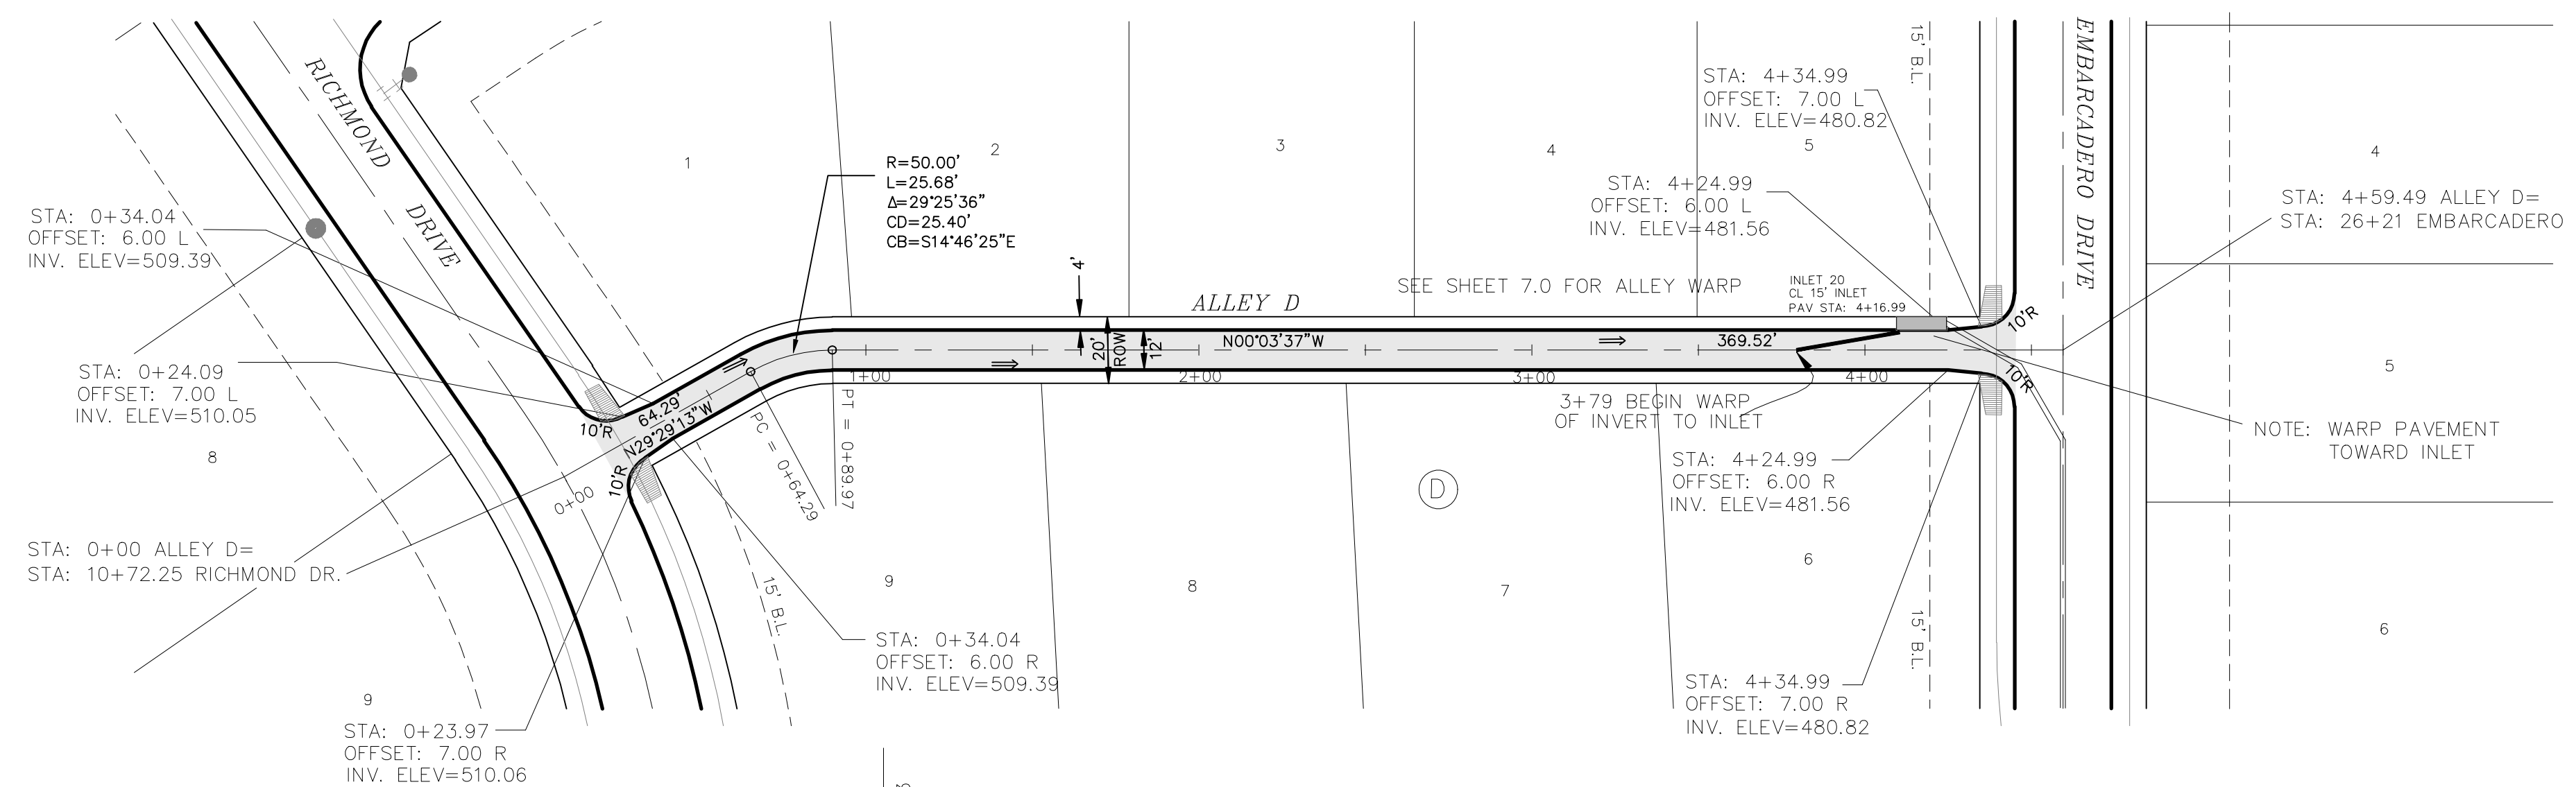 RICHMOND
DRIVE
STA: 0+34.04
OFFSET: 6.00 L
INV. ELEV=509.39
STA: 0+24.09
OFFSET: 7.00 L
INV. ELEV=510.05
8
STA: 0+00 ALLEY D=
STA: 10+72.25 RICHMOND DR.
9
STA: 0+23.97
OFFSET: 7.00 R
INV. ELEV=510.06
10'R
10'R
0+00
64.29'
N29°29'13"W
PC = 0+64.29
PT = 0+89.97
15' B.L.
1
2
3
4
5
R=50.00'
L=25.68'
Δ=29°25'36"
CD=25.40'
CB=S14°46'25"E
4'
ALLEY D
SEE SHEET 7.0 FOR ALLEY WARP
20'
ROW
12'
N00°03'37"W
369.52'
1+00
2+00
3+00
4+00
3+79 BEGIN WARP
OF INVERT TO INLET
D
9
8
7
6
STA: 0+34.04
OFFSET: 6.00 R
INV. ELEV=509.39
STA: 4+34.99
OFFSET: 7.00 L
INV. ELEV=480.82
STA: 4+24.99
OFFSET: 6.00 L
INV. ELEV=481.56
INLET 20
CL 15' INLET
PAV STA: 4+16.99
STA: 4+24.99
OFFSET: 6.00 R
INV. ELEV=481.56
STA: 4+34.99
OFFSET: 7.00 R
INV. ELEV=480.82
15' B.L.
15' B.L.
10'R
10'R
EMBARCADERO DRIVE
4
STA: 4+59.49 ALLEY D=
STA: 26+21 EMBARCADERO
5
NOTE: WARP PAVEMENT
TOWARD INLET
6